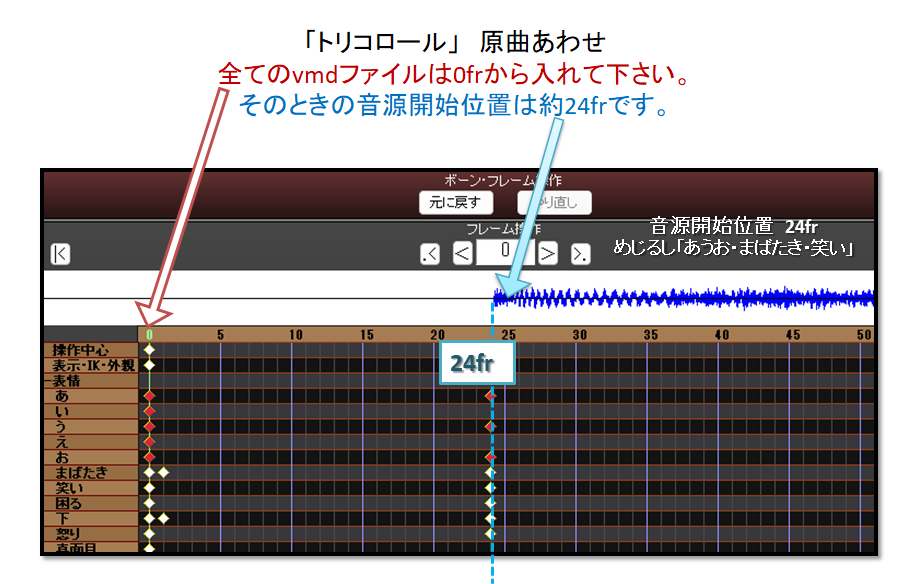 「トリコロール」 原曲あわせ
全てのvmdファイルは0frから入れて下さい。
そのときの音源開始位置は約24frです。
ボーン・フレーム操作
元に戻す
やり直し
フレーム操作
音源開始位置 24fr
めじるし「あうお・まばたき・笑い」
|<
.<
<
0
>
>.
0 5 10 15 20 25 30 35 40 45 50
操作中心
24fr
表示・IK・外観
表情
あ
い
う
え
お
まばたき
笑い
困る
下
怒り
真面目